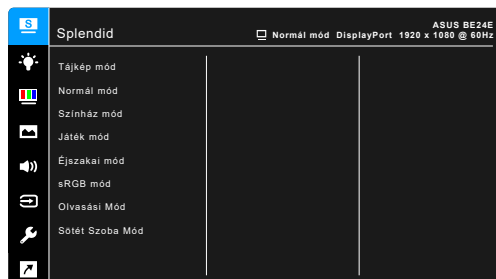 S
Splendid
ASUS BE24E
Normál mód DisplayPort 1920 x 1080 @ 60Hz
Tájkép mód
Normál mód
Színház mód
Játék mód
Éjszakai mód
sRGB mód
Olvasási Mód
Sötét Szoba Mód